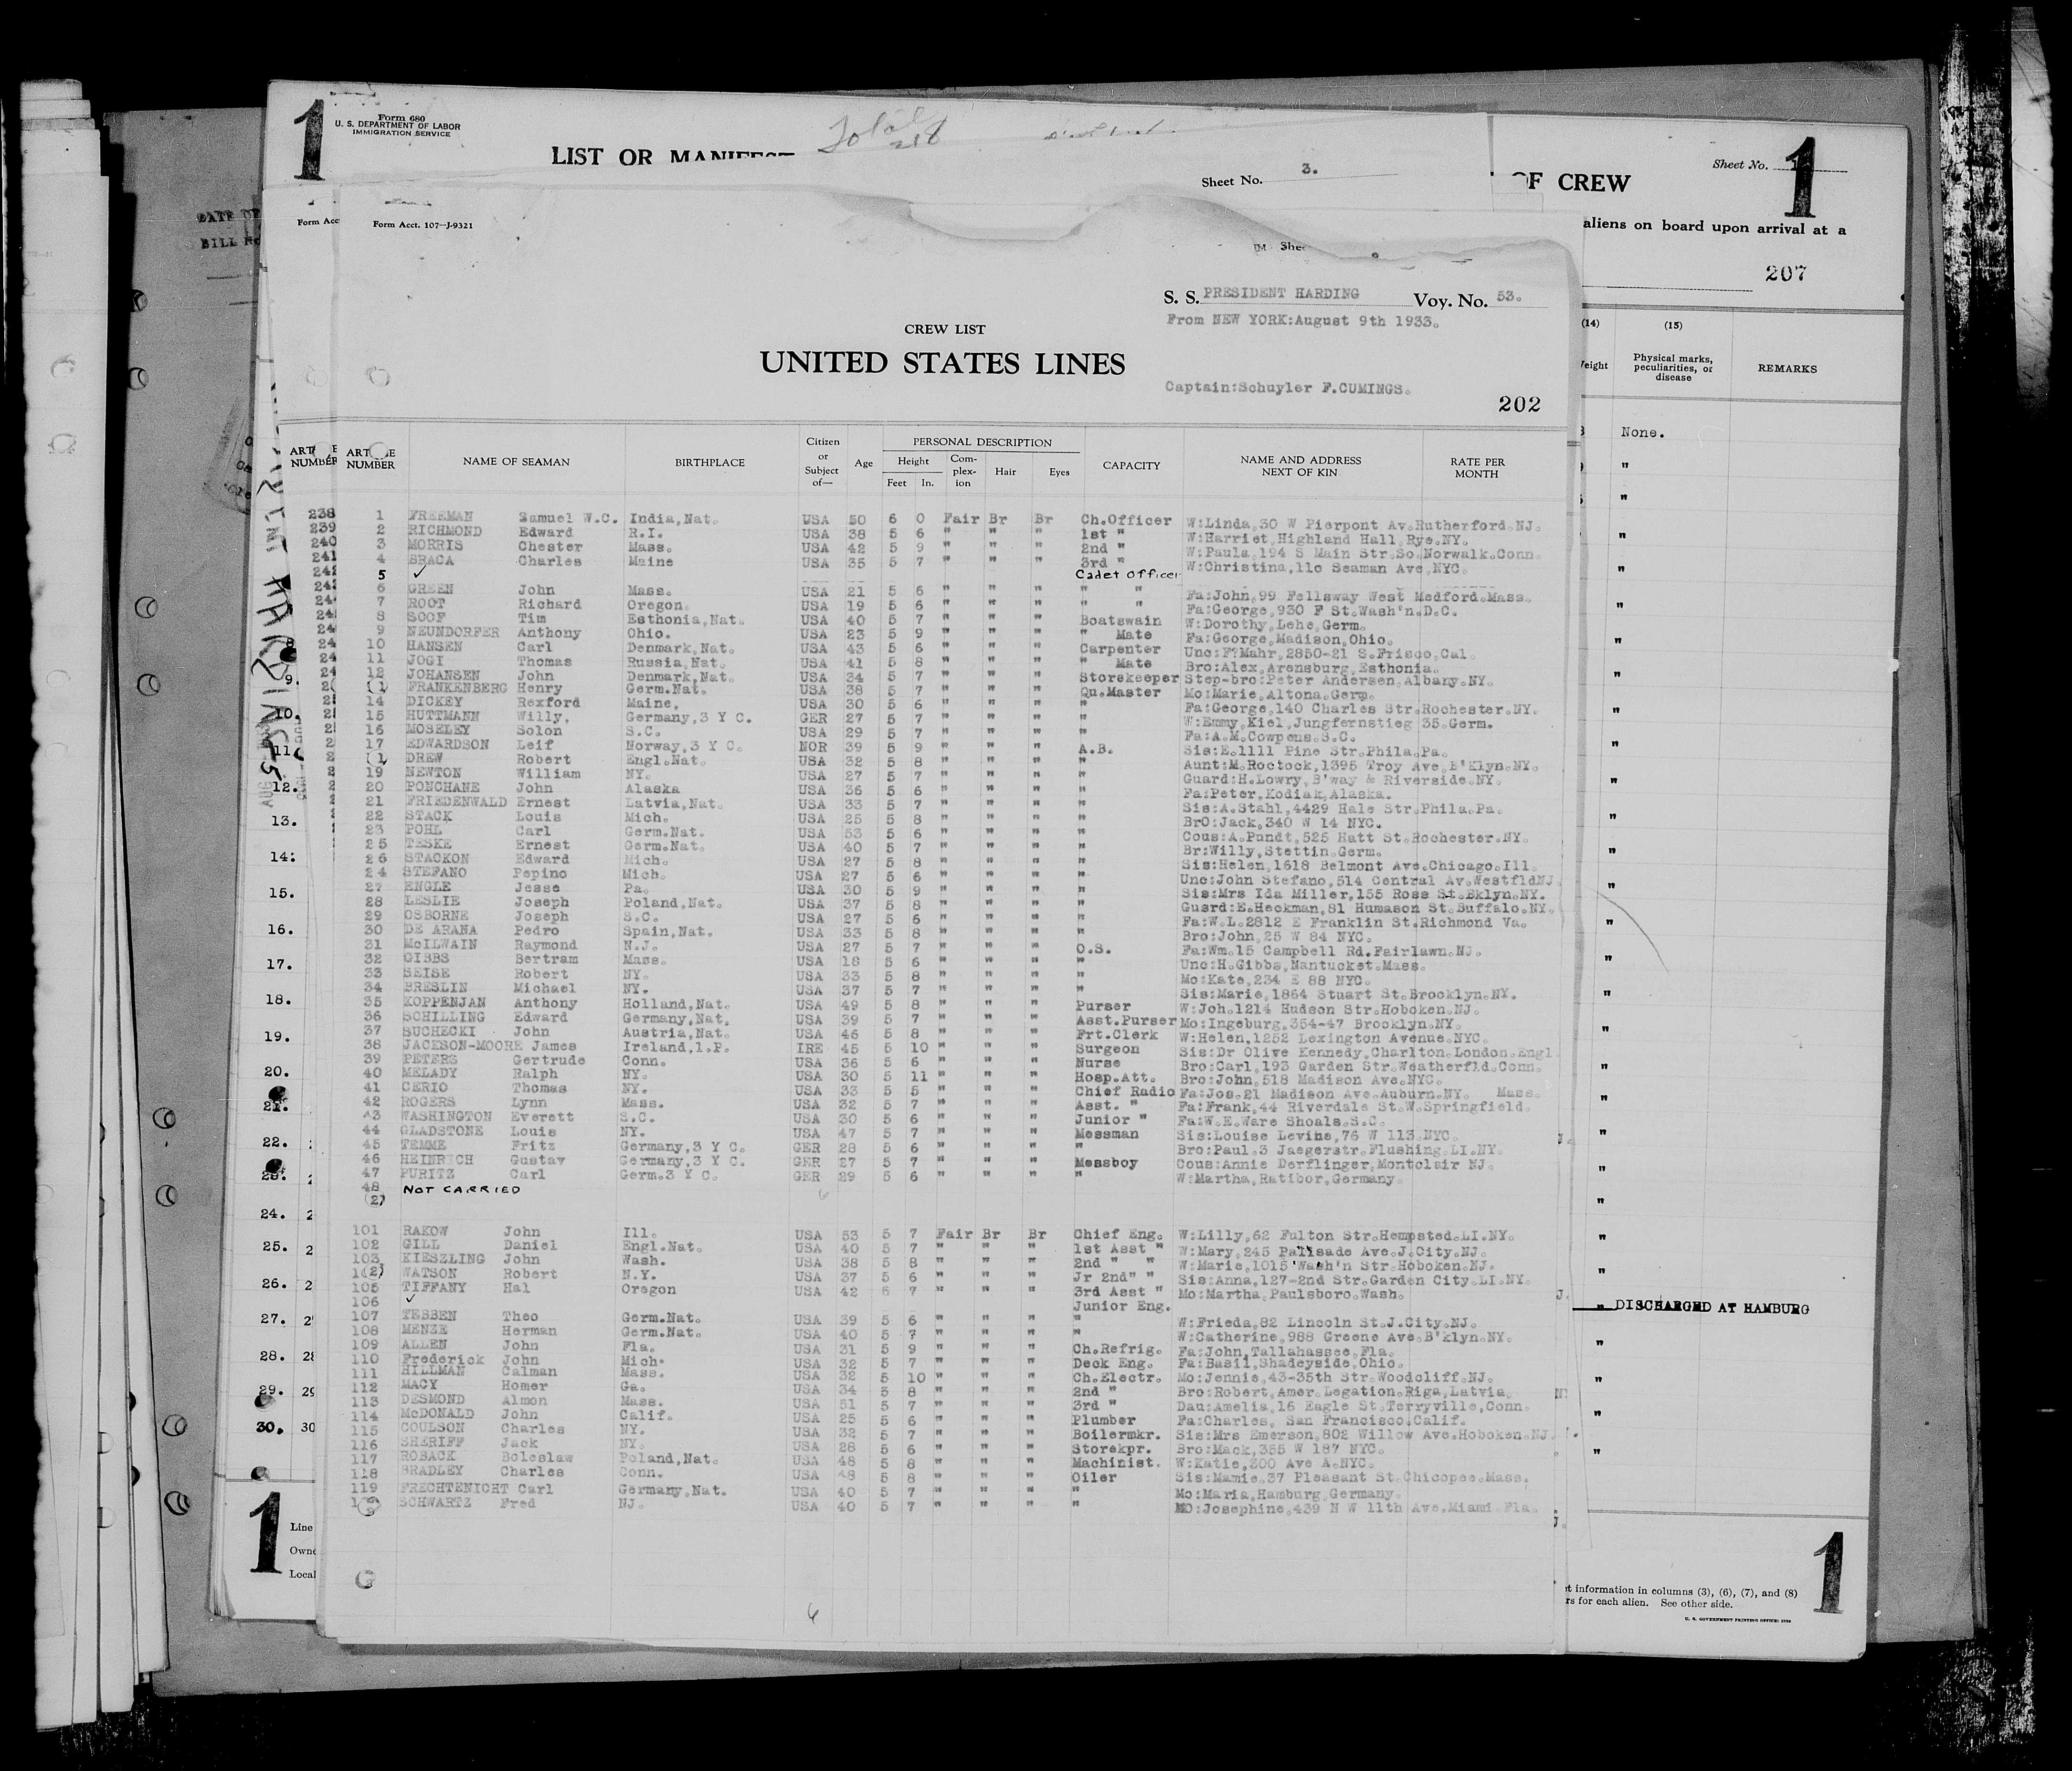 1
Form 680
U. S. DEPARTMENT OF LABOR
IMMIGRATION SERVICE
LIST OR MANIFEST
Total
218
Sheet No. 3.
OF CREW
Sheet No. 1
1
aliens on board upon arrival at a
207
Form Acct. 107—J-9321
S. S. PRESIDENT HARDING Voy. No. 53.
From NEW YORK:August 9th 1933.
CREW LIST
UNITED STATES LINES
Captain:Schuyler F.CUMINGS.
202
(14) (15)
Physical marks, peculiarities, or disease
REMARKS
None.
ARTICLE NUMBER NAME OF SEAMAN BIRTHPLACE Citizen or Subject of— Age PERSONAL DESCRIPTION Height Feet In. Complexion Hair Eyes CAPACITY NAME AND ADDRESS NEXT OF KIN RATE PER MONTH
1 FREEMAN Samuel W.C. India,Nat. USA 50 6 0 Fair Br Br Ch.Officer W:Linda,30 W Pierpont Av.Rutherford.NJ.
2 RICHMOND Edward R.I. USA 38 5 6 " " " 1st " W:Harriet,Highland Hall,Rye.NY.
3 MORRIS Chester Mass. USA 42 5 9 " " " 2nd " W:Paula,194 S Main Str.So.Norwalk.Conn.
4 BRACA Charles Maine USA 35 5 7 " " " 3rd " W:Christina,11o Seaman Ave.NYC.
5 ✓ Cadet Officer
6 GREEN John Mass. USA 21 5 6 " " " " " Fa:John,99 Fellsway West Medford.Mass.
7 ROOT Richard Oregon. USA 19 5 6 " " " " " Fa:George,930 F St.Wash'n.D.C.
8 SOOF Tim Esthonia,Nat. USA 40 5 7 " " " Boatswain W:Dorothy,Lehe,Germ.
9 NEUNDORFER Anthony Ohio. USA 23 5 9 " " " " Mate Fa:George,Madison,Ohio.
10 HANSEN Carl Denmark,Nat. USA 43 5 6 " " " Carpenter Unc:F?Mahr,2850-21 S.Frisco,Cal.
11 JOGI Thomas Russia,Nat. USA 41 5 8 " " " " Mate Bro:Alex,Arensburg,Esthonia.
12 JOHANSEN John Denmark,Nat. USA 34 5 7 " " " Storekeeper Step-bro:Peter Andersen,Albany.NY.
(1) FRANKENBERG Henry Germ.Nat. USA 38 5 7 " " " Qu.Master Mo:Marie,Altona.Germ.
14 DICKEY Rexford Maine, USA 30 5 6 " " " " Fa:George,140 Charles Str.Rochester.NY.
15 HUTTMANN Willy, Germany,3 Y C. GER 27 5 7 " " " " W:Emmy,Kiel,Jungfernstieg 35.Germ.
16 MOSELEY Solon S.C. USA 29 5 7 " " " " Fa:A.M.Cowpens.S.C.
17 EDWARDSON Leif Norway,3 Y C. NOR 39 5 9 " " " A.B. Sis:E.1111 Pine Str.Phila.Pa.
(1) DREW Robert Engl.Nat. USA 32 5 8 " " " " Aunt:M.Roctock,1395 Troy Ave.B'Klyn.NY.
19 NEWTON William NY. USA 27 5 7 " " " " Guard:H.Lowry,B'way & Riverside.NY.
20 PONCHANE John Alaska USA 36 5 6 " " " " Fa:Peter,Kodiak,Alaska.
21 FRIEDENWALD Ernest Latvia,Nat. USA 33 5 7 " " " " Sis:A.Stahl,4429 Hale Str.Phila.Pa.
22 STACK Louis Mich. USA 25 5 8 " " " " BrO:Jack,340 W 14 NYC.
23 POHL Carl Germ.Nat. USA 53 5 6 " " " " Cous:A.Pundt,525 Hatt St.Rochester.NY.
25 TESKE Ernest Germ.Nat. USA 40 5 7 " " " " Br:Willy,Stettin.Germ.
26 STACKON Edward Mich. USA 27 5 8 " " " " Sis:Helen,1618 Belmont Ave.Chicago.Ill.
24 STEFANO Pepino Mich. USA 27 5 6 " " " " Unc:John Stefano,514 Central Av.WestfldNJ.
27 ENGLE Jesse Pa. USA 30 5 9 " " " " Sis:Mrs Ida Miller,155 Ross St.Bklyn.NY.
28 LESLIE Joseph Poland,Nat. USA 37 5 8 " " " " Guard:E.Heckman,81 Humason St.Buffalo.NY.
29 OSBORNE Joseph S.C. USA 27 5 6 " " " " Fa:W.L.2812 E Franklin St.Richmond Va.
30 DE ARANA Pedro Spain,Nat. USA 33 5 8 " " " " Bro:John,25 W 84 NYC.
31 McILWAIN Raymond N.J. USA 27 5 7 " " " O.S. Fa:Wm.15 Campbell Rd.Fairlawn.NJ.
32 GIBBS Bertram Mass. USA 18 5 6 " " " " Unc:H.Gibbs,Nantucket.Mass.
33 SEISE Robert NY. USA 33 5 8 " " " " Mo:Kate,234 E 88 NYC.
34 BRESLIN Michael NY. USA 37 5 7 " " " " Sis:Marie,1864 Stuart St.Brooklyn.NY.
35 KOPPENJAN Anthony Holland,Nat. USA 49 5 8 " " " Purser W:Joh.1214 Hudson Str.Hoboken.NJ.
36 SCHILLING Edward Germany,Nat. USA 39 5 7 " " " Asst.Purser Mo:Ingeburg,354-47 Brooklyn.NY.
37 SUCHECKI John Austria,Nat. USA 46 5 8 " " " Frt.Clerk W:Helen,1252 Lexington Avenue.NYC.
38 JACKSON-MOORE James Ireland,1.P. IRE 45 5 10 " " " Surgeon Sis:Dr Olive Kennedy,Charlton.London.Engl
39 PETERS Gertrude Conn. USA 36 5 6 " " " Nurse Bro:Carl,193 Garden Str.Weatherfld.Conn.
40 MELADY Ralph NY. USA 30 5 11 " " " Hosp.Att. Bro:John,518 Madison Ave.NYC.
41 CERIO Thomas NY. USA 33 5 5 " " " Chief Radio Fa:Jos.21 Madison Ave.Auburn.NY. Mass.
42 ROGERS Lynn Mass. USA 32 5 7 " " " Asst. " Fa:Frank,44 Riverdale St.W.Springfield.
43 WASHINGTON Everett S.C. USA 30 5 6 " " " Junior " Fa:W.E.Ware Shoals.S.C.
44 GLADSTONE Louis NY. USA 47 5 7 " " " Messman Sis:Louise Levine,76 W 113.NYC.
45 TEMME Fritz Germany,3 Y C. GER 28 5 6 " " " " Bro:Paul.3 Jaegerstr.Flushing.LI.NY.
46 HEINRICH Gustav Germany,3 Y C. GER 27 5 7 " " " Messboy Cous:Annie Derflinger,Montclair NJ.
47 PURITZ Carl Germ.3 Y C. GER 29 5 6 " " " " W:Martha,Ratibor,Germany.
48 NOT CARRIED
(2)
101 RAKOW John Ill. USA 53 5 7 Fair Br Br Chief Eng. W:Lilly,62 Fulton Str.Hempsted.LI.NY.
102 GILL Daniel Engl.Nat. USA 40 5 7 " " " 1st Asst " W:Mary,245 Palisade Ave.J.City.NJ.
103 KIESZLING John Wash. USA 38 5 8 " " " 2nd " " W:Marie,1015 Wash'n Str.Hoboken.NJ.
1(2) WATSON Robert N.Y. USA 37 5 6 " " " Jr 2nd" " Sis:Anna,127-2nd Str.Garden City.LI.NY.
105 TIFFANY Hal Oregon USA 42 5 7 " " " 3rd Asst " Mo:Martha,Paulsboro.Wash.
106 ✓ Junior Eng.
107 TEBBEN Theo Germ.Nat. USA 39 5 6 " " " " W:Frieda,82 Lincoln St.J.City.NJ.
108 MENZE Herman Germ.Nat. USA 40 5 7 " " " " W:Catherine,988 Greene Ave.B'klyn.NY.
109 ALLEN John Fla. USA 31 5 9 " " " Ch.Refrig. Fa:John,Tallahassee,Fla.
110 Frederick John Mich. USA 32 5 7 " " " Deck Eng. Fa:Basil,Shadeyside,Ohio.
111 HILLMAN Calman Mass. USA 32 5 10 " " " Ch.Electr. Mo:Jennie,43-35th Str.Woodcliff.NJ.
112 MACY Homer Ga. USA 34 5 8 " " " 2nd " Bro:Robert,Amer.Legation.Riga,Latvia.
113 DESMOND Almon Mass. USA 51 5 7 " " " 3rd " Dau:Amelia,16 Eagle St.Terryville,Conn.
114 McDONALD John Calif. USA 25 5 6 " " " Plumber Fa:Charles, San Francisco.Calif.
115 COULSON Charles NY. USA 32 5 7 " " " Boilermkr. Sis:Mrs Emerson,802 Willow Ave.Hoboken.NJ.
116 SHERIFF Jack NY. USA 28 5 6 " " " Storekpr. Bro:Mack,355 W 187 NYC.
117 ROBACK Boleslaw Poland,Nat. USA 48 5 8 " " " Machinist. W:Katie,200 Ave A.NYC.
118 BRADLEY Charles Conn. USA 48 5 8 " " " Oiler Sis:Mamie,37 Pleasant St.Chicopee.Mass.
119 FRECHTENICHT Carl Germany,Nat. USA 40 5 7 " " " " Mo:Maria,Hamburg,Germany.
SCHWARTZ Fred NJ. USA 40 5 7 " " " " MO:Josephine,439 N W 11th Ave.Miami Fla.
6
DISCHARGED AT HAMBURG
1
Line
Local
information in columns (3), (6), (7), and (8)
rs for each alien. See other side.
U. S. GOVERNMENT PRINTING OFFICE
1